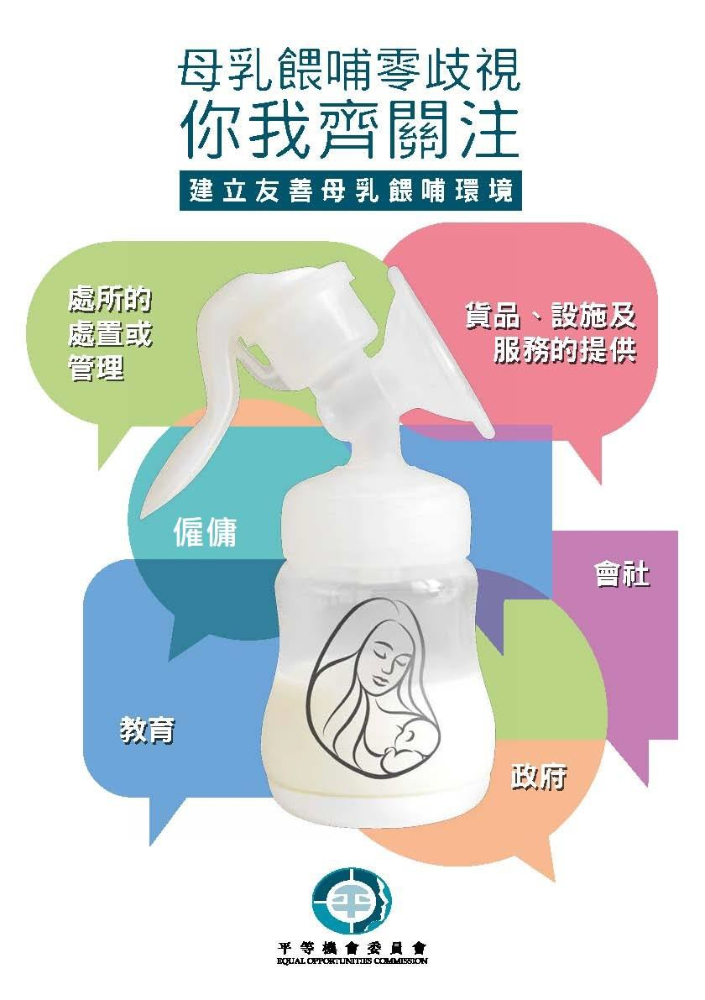 母乳餵哺零歧視
你我齊關注
建立友善母乳餵哺環境
處所的
處置或
管理
貨品、設施及
服務的提供
僱傭
會社
教育
政府
平等機會委員會
EQUAL OPPORTUNITIES COMMISSION